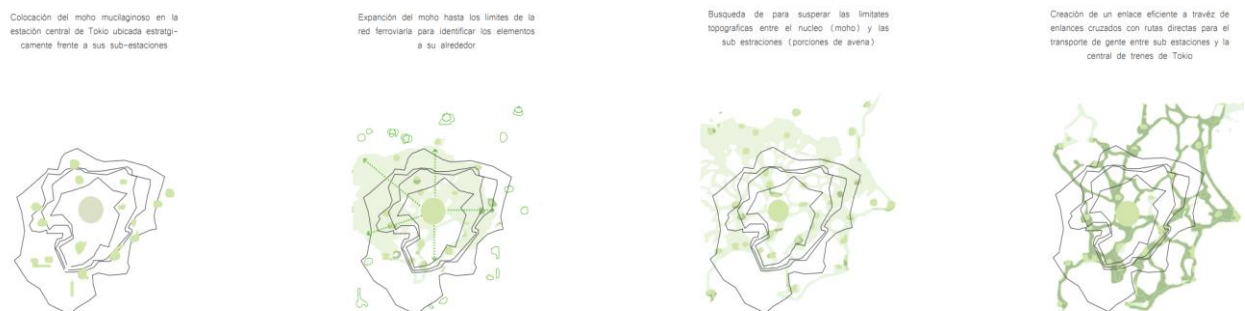 Colocación del moho mucilaginoso en la
estación central de Tokio ubicada estratgi-
camente frente a sus sub-estaciones
Expanción del moho hasta los limites de la
red ferroviaría para identificar los elementos
a su alrededor
Busqueda de para susperar las limitates
topograficas entre el nucleo (moho) y las
sub estraciones (porciones de avena)
Creación de un enlace eficiente a travéz de
enlances cruzados con rutas directas para el
transporte de gente entre sub estaciones y la
central de trenes de Tokio